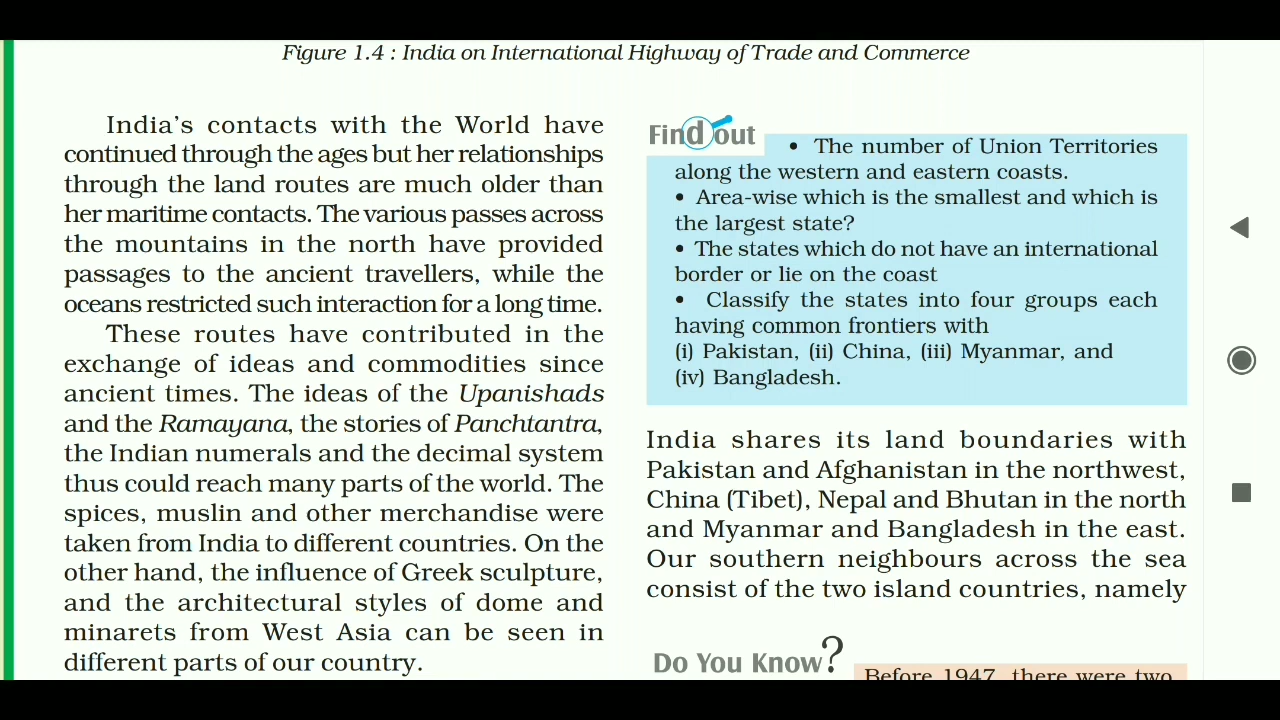 Figure 1.4 : India on International Highway of Trade and Commerce
India's contacts with the World have
continued through the ages but her relationships
through the land routes are much older than
her maritime contacts. The various passes across
the mountains in the north have provided
passages to the ancient travellers, while the
oceans restricted such interaction for a long time.
These routes have contributed in the
exchange of ideas and commodities since
ancient times. The ideas of the Upanishads
and the Ramayana, the stories of Panchtantra,
the Indian numerals and the decimal system
thus could reach many parts of the world. The
spices, muslin and other merchandise were
taken from India to different countries. On the
other hand, the influence of Greek sculpture,
and the architectural styles of dome and
minarets from West Asia can be seen in
different parts of our country.
Find out
• The number of Union Territories
along the western and eastern coasts.
• Area-wise which is the smallest and which is
the largest state?
• The states which do not have an international
border or lie on the coast
• Classify the states into four groups each
having common frontiers with
(i) Pakistan, (ii) China, (iii) Myanmar, and
(iv) Bangladesh.
India shares its land boundaries with
Pakistan and Afghanistan in the northwest,
China (Tibet), Nepal and Bhutan in the north
and Myanmar and Bangladesh in the east.
Our southern neighbours across the sea
consist of the two island countries, namely
Do You Know?
Before 1947, there were two